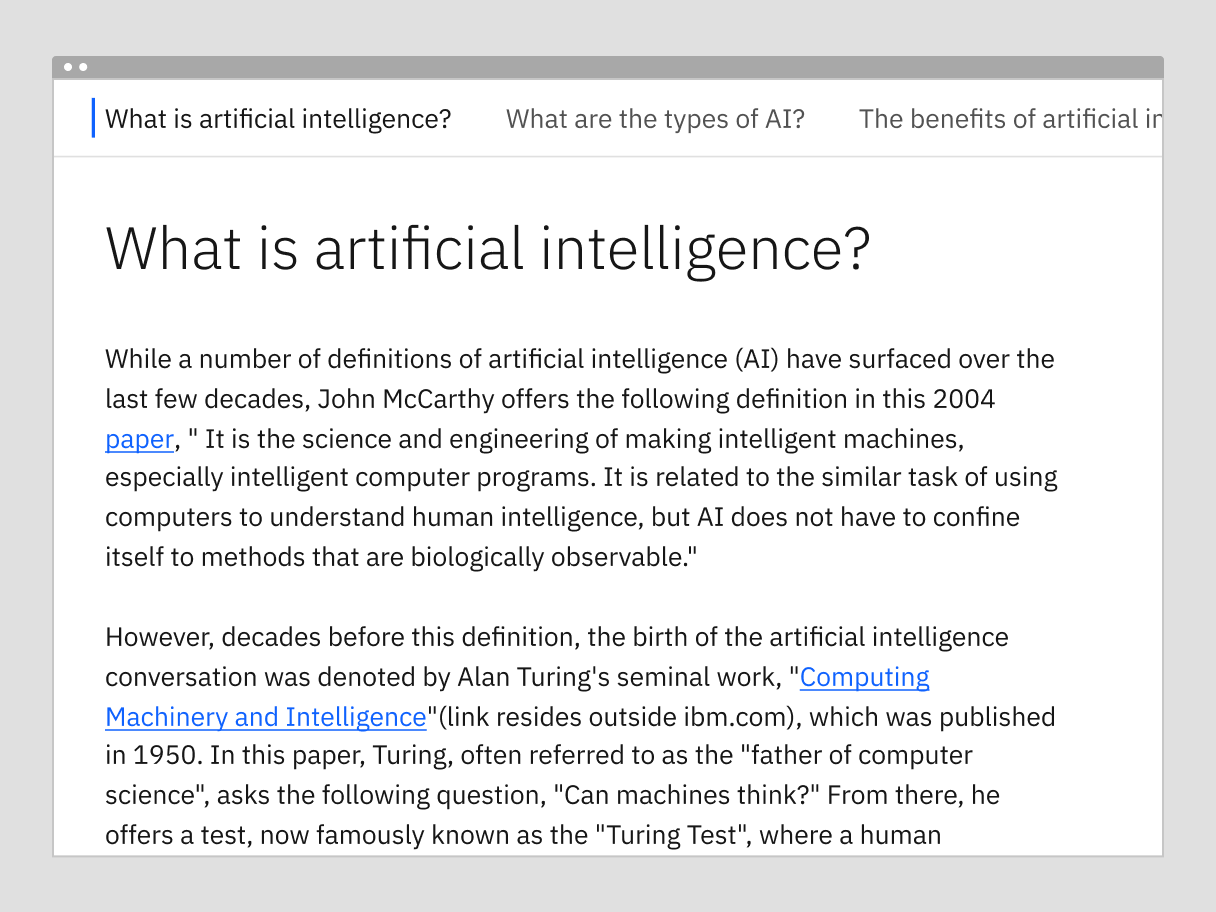 What is artificial intelligence? What are the types of AI? The benefits of artificial
What is artificial intelligence?
While a number of definitions of artificial intelligence (AI) have surfaced over the
last few decades, John McCarthy offers the following definition in this 2004
paper, " It is the science and engineering of making intelligent machines,
especially intelligent computer programs. It is related to the similar task of using
computers to understand human intelligence, but AI does not have to confine
itself to methods that are biologically observable."
However, decades before this definition, the birth of the artificial intelligence
conversation was denoted by Alan Turing's seminal work, "Computing
Machinery and Intelligence"(link resides outside ibm.com), which was published
in 1950. In this paper, Turing, often referred to as the "father of computer
science", asks the following question, "Can machines think?" From there, he
offers a test, now famously known as the "Turing Test", where a human